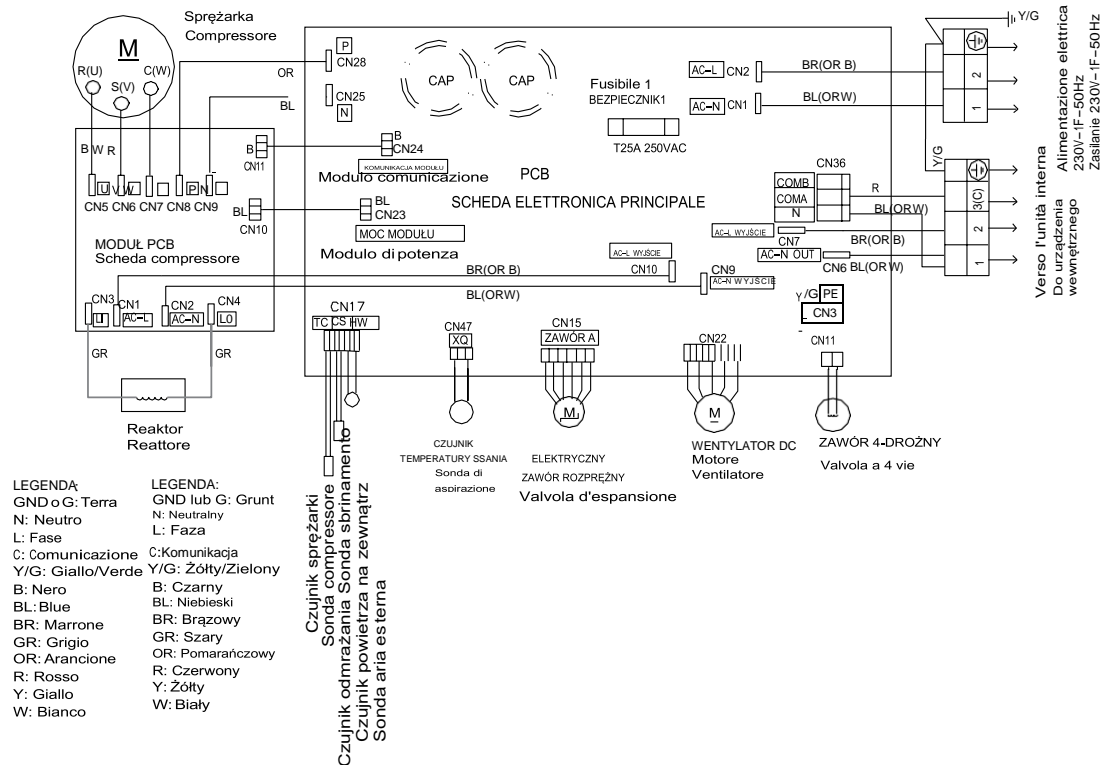 Sprężarka
Compressore
M
R(U)
S(V)
C(W)
OR
BL
P
CN28
CN25
N
CAP
CAP
Fusibile 1
BEZPIECZNIK1
T25A 250VAC
AC-L CN2
AC-N CN1
BR(OR B)
BL(ORW)
Y/G
2
1
Alimentazione elettrica
230V-1F-50Hz
Zasilanie 230V-1F-50Hz
B W R
U V W P N
CN5 CN6 CN7 CN8 CN9
B
CN11
B
CN24
KOMUNIKACJA MODUŁU
Modulo comunicazione
PCB
SCHEDA ELETTRONICA PRINCIPALE
BL
CN10
BL
CN23
MOC MODUŁU
Modulo di potenza
MODUŁ PCB
Scheda compressore
CN36
COMB
COMA
N
R
BL(ORW)
Y/G
3(C)
2
1
AC-L WYJŚCIE
CN7
BR(OR B)
AC-N OUT
CN6 BL(ORW)
Verso l'unità interna
Do urządzenia
wewnętrznego
AC-L WYJŚCIE
CN10
BR(OR B)
BL(ORW)
CN9
AC-N WYJŚCIE
CN3
LI
CN1
AC-L
CN2
AC-N
CN4
LO
GR
GR
Reaktor
Reattore
CN17
TC CS HW
CN47
XQ
CN15
ZAWÓR A
CN22
Y/G PE
CN3
CN11
M
M
CZUJNIK
TEMPERATURY SSANIA
Sonda di
aspirazione
ELEKTRYCZNY
ZAWÓR ROZPRĘŻNY
Valvola d'espansione
WENTYLATOR DC
Motore
Ventilatore
ZAWÓR 4-DROŻNY
Valvola a 4 vie
Czujnik sprężarki
Sonda compressore
Czujnik odmrażania Sonda sbrinamento
Czujnik powietrza na zewnątrz
Sonda aria esterna
LEGENDA:
GND o G: Terra
N: Neutro
L: Fase
C: Comunicazione
Y/G: Giallo/Verde
B: Nero
BL: Blue
BR: Marrone
GR: Grigio
OR: Arancione
R: Rosso
Y: Giallo
W: Bianco
LEGENDA:
GND lub G: Grunt
N: Neutralny
L: Faza
C:Komunikacja
Y/G: Żółty/Zielony
B: Czarny
BL: Niebieski
BR: Brązowy
GR: Szary
OR: Pomarańczowy
R: Czerwony
Y: Żółty
W: Biały